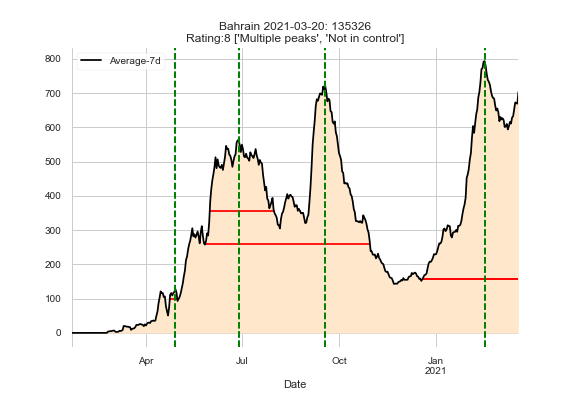 Bahrain 2021-03-20: 135326
Rating:8 ['Multiple peaks', 'Not in control']
Average-7d
800
700
600
500
400
300
200
100
0
Apr
Jul
Oct
Jan
2021
Date